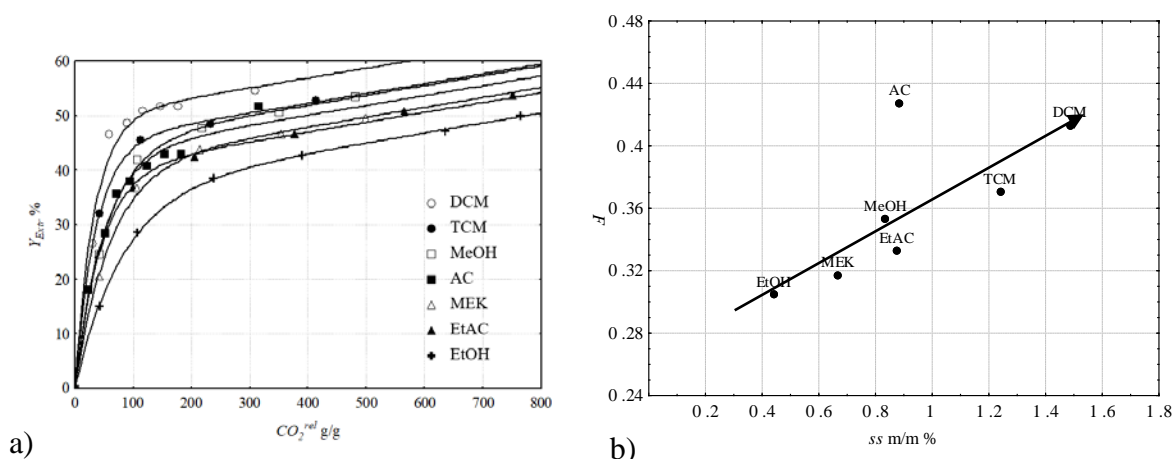 60
50
40
30
20
10
0
Y_Extr. %
DCM
TCM
MeOH
AC
MEK
EtAC
EtOH
0 100 200 300 400 500 600 700 800
CO2^rel g/g
a)
0.48
0.44
0.4
0.36
0.32
0.28
0.24
F
AC
DCM
TCM
MeOH
EtAC
MEK
EtOH
0.2 0.4 0.6 0.8 1 1.2 1.4 1.6 1.8
ss m/m %
b)